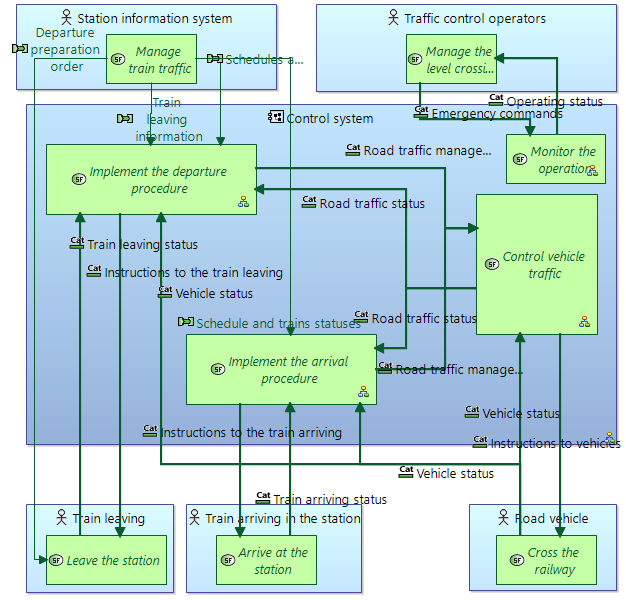 Station information system
Traffic control operators
Departure
preparation
order
SF
Manage
train traffic
Schedules a...
SF
Manage the
level crossi...
Cat Operating status
Cat Emergency commands
Train
leaving
information
Control system
Cat Road traffic manage...
SF
Monitor the
operation
SF
Implement the departure
procedure
Cat Road traffic status
SF
Control vehicle
traffic
Cat Train leaving status
Cat Instructions to the train leaving
Cat Vehicle status
Schedule and trains statuses
Cat Road traffic status
SF
Implement the arrival
procedure
Cat Road traffic manage...
Cat Vehicle status
Cat Instructions to the train arriving
Cat Instructions to vehicles
Cat Vehicle status
Cat Train arriving status
Train leaving
Train arriving in the station
Road vehicle
SF
Leave the station
SF
Arrive at the
station
SF
Cross the
railway